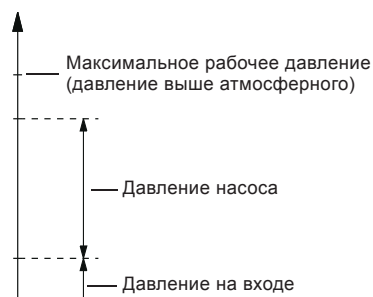 Максимальное рабочее давление
(давление выше атмосферного)
Давление насоса
Давление на входе